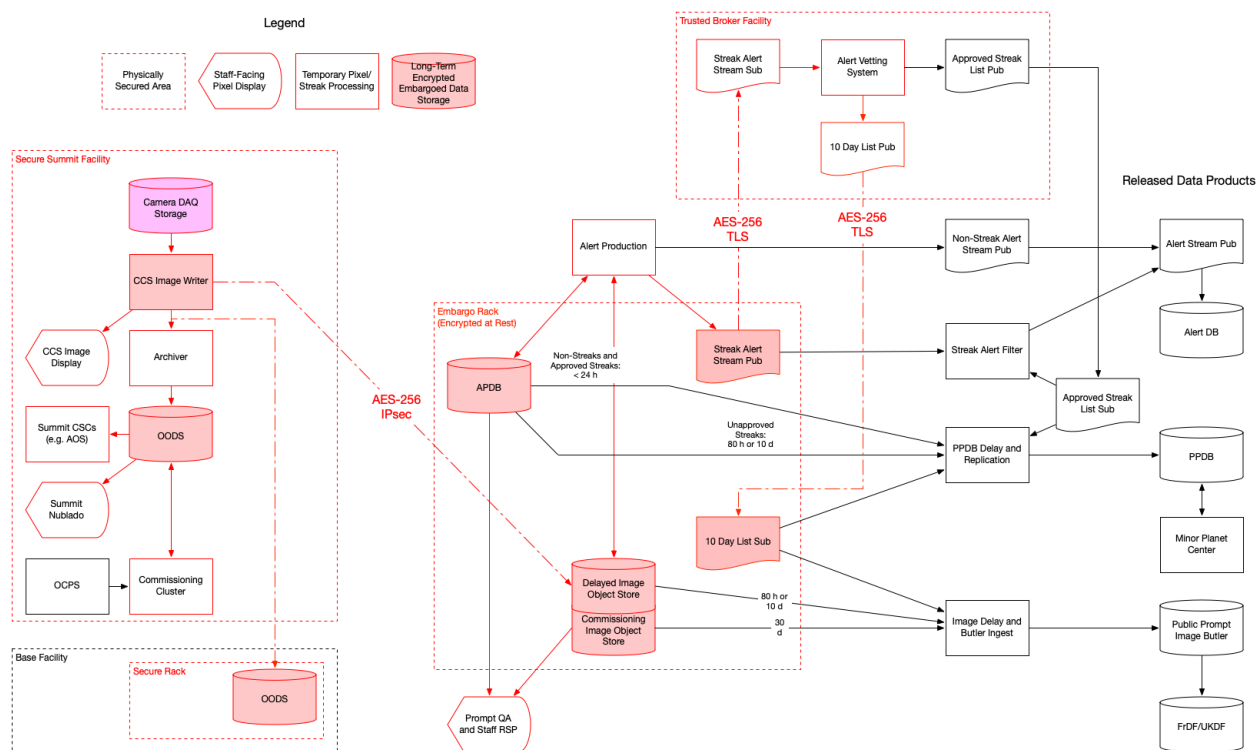 Legend
Physically
Secured Area
Staff-Facing
Pixel Display
Temporary Pixel/
Streak Processing
Long-Term
Encrypted
Embargoed Data
Storage
Trusted Broker Facility
Streak Alert
Stream Sub
Alert Vetting
System
Approved Streak
List Pub
10 Day List Pub
Released Data Products
Secure Summit Facility
Camera DAQ
Storage
CCS Image Writer
CCS Image
Display
Archiver
Summit CSCs
(e.g. AOS)
OODS
Summit
Nublado
OCPS
Commissioning
Cluster
Base Facility
Secure Rack
OODS
AES-256
IPsec
AES-256
TLS
AES-256
TLS
Alert Production
Non-Streak Alert
Stream Pub
Alert Stream Pub
Embargo Rack
(Encrypted at Rest)
Streak Alert
Stream Pub
Streak Alert Filter
Alert DB
Non-Streaks and
Approved Streaks:
< 24 h
APDB
Approved Streak
List Sub
Unapproved
Streaks:
80 h or 10 d
PPDB Delay and
Replication
PPDB
10 Day List Sub
Minor Planet
Center
Delayed Image
Object Store
80 h or
10 d
Commissioning
Image Object
Store
30
d
Image Delay and
Butler Ingest
Public Prompt
Image Butler
Prompt QA
and Staff RSP
FrDF/UKDF